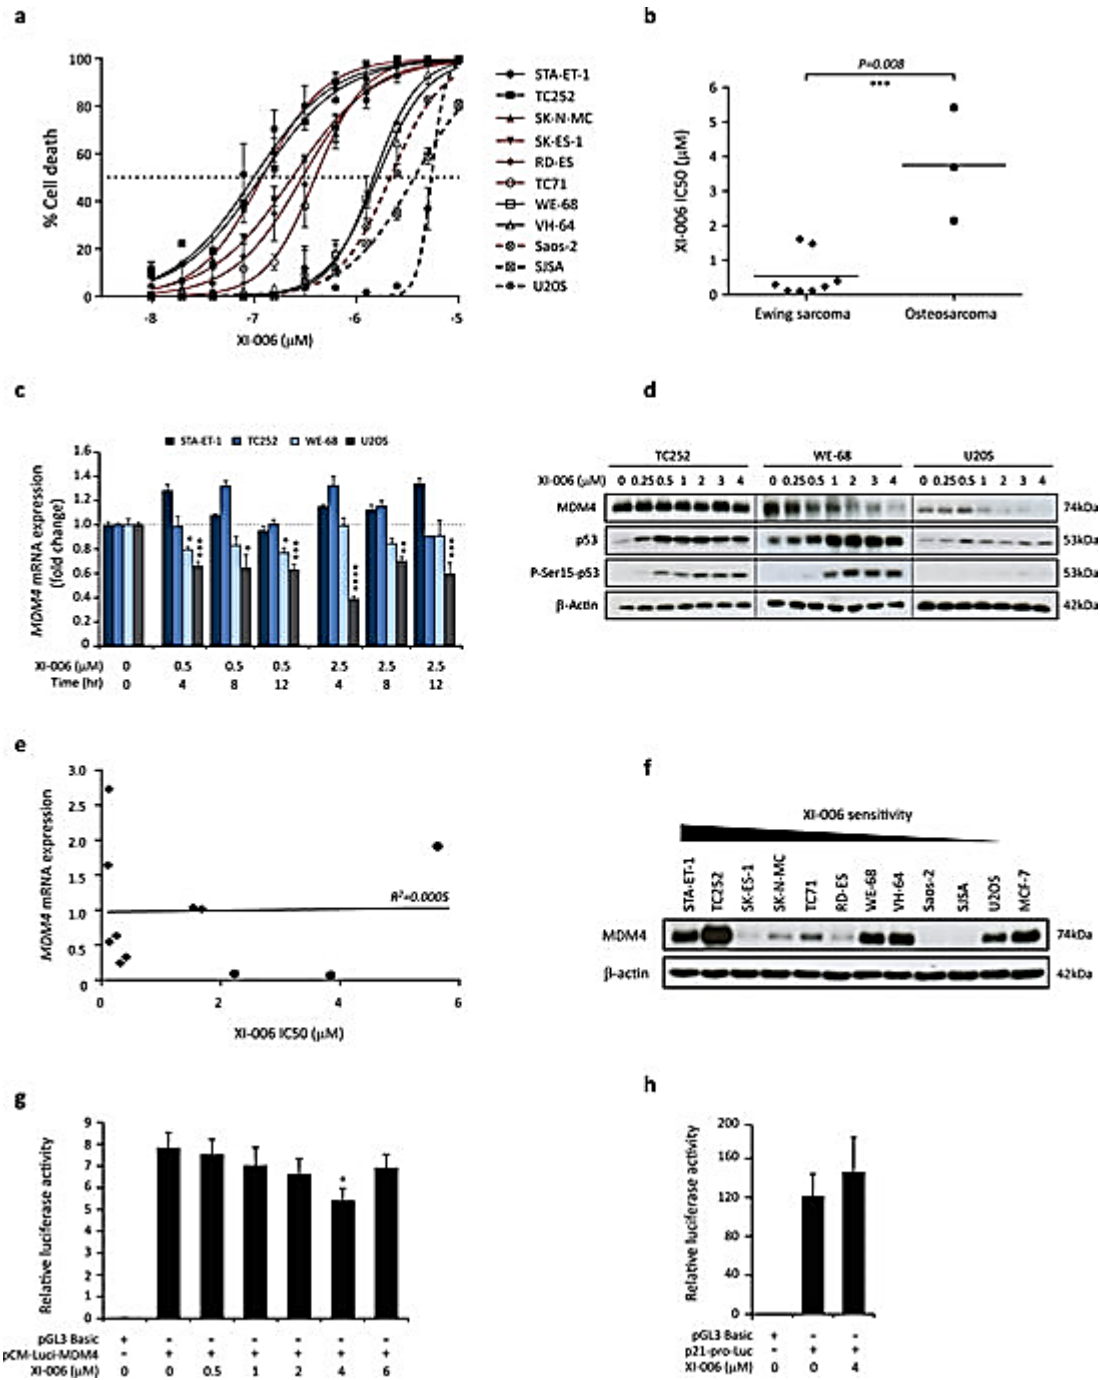 a
100
80
60
40
20
0
% Cell death
-8 -7 -6 -5
XI-006 (μM)
STA-ET-1
TC252
SK-N-MC
SK-ES-1
RD-ES
TC71
WE-68
VH-64
Saos-2
SJSA
U2OS
b
P=0.008
***
6
5
4
3
2
1
0
XI-006 IC50 (μM)
Ewing sarcoma Osteosarcoma
c
STA-ET-1 TC252 WE-68 U2OS
1.6
1.4
1.2
1.0
0.8
0.6
0.4
0.2
0
MDM4 mRNA expression
(fold change)
* *** * * *** **** ** ***
XI-006 (μM) 0 0.5 0.5 0.5 2.5 2.5 2.5
Time (hr) 0 4 8 12 4 8 12
d
TC252 WE-68 U2OS
XI-006 (μM) 0 0.25 0.5 1 2 3 4 0 0.25 0.5 1 2 3 4 0 0.25 0.5 1 2 3 4
MDM4 74kDa
p53 53kDa
P-Ser15-p53 53kDa
β-Actin 42kDa
e
3.0
2.5
2.0
1.5
1.0
0.5
0
MDM4 mRNA expression
R²=0.0005
0 2 4 6
XI-006 IC50 (μM)
f
XI-006 sensitivity
STA-ET-1 TC252 SK-ES-1 SK-N-MC TC71 RD-ES WE-68 VH-64 Saos-2 SJSA U2OS MCF-7
MDM4 74kDa
β-actin 42kDa
g
9
8
7
6
5
4
3
2
1
0
Relative luciferase activity
*
pGL3 Basic + - - - - - -
pCM-Luci-MDM4 - + + + + + +
XI-006 (μM) 0 0 0.5 1 2 4 6
h
200
160
120
80
40
0
Relative luciferase activity
pGL3 Basic + - -
p21-pro-Luc - + +
XI-006 (μM) 0 0 4